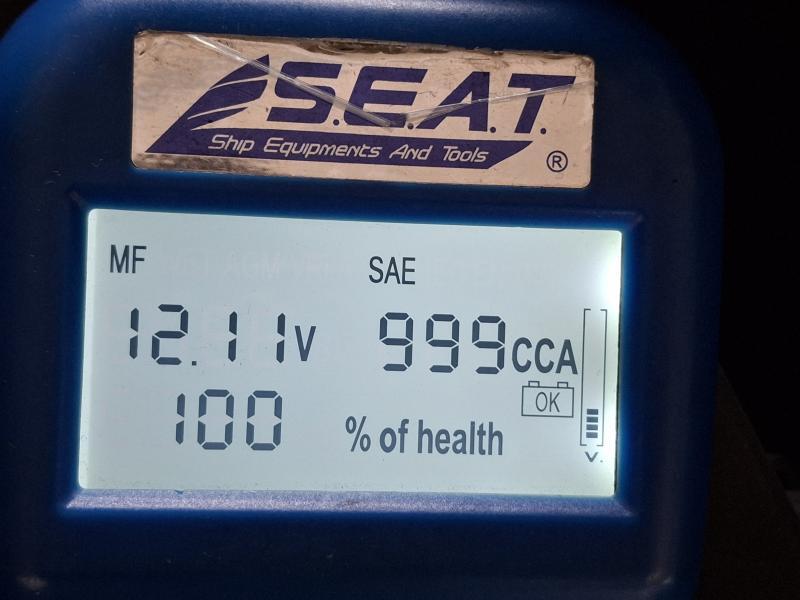 S.E.A.T.
Ship Equipments And Tools ®
MF SAE
12.11V 999CCA
OK
100 % of health
V.